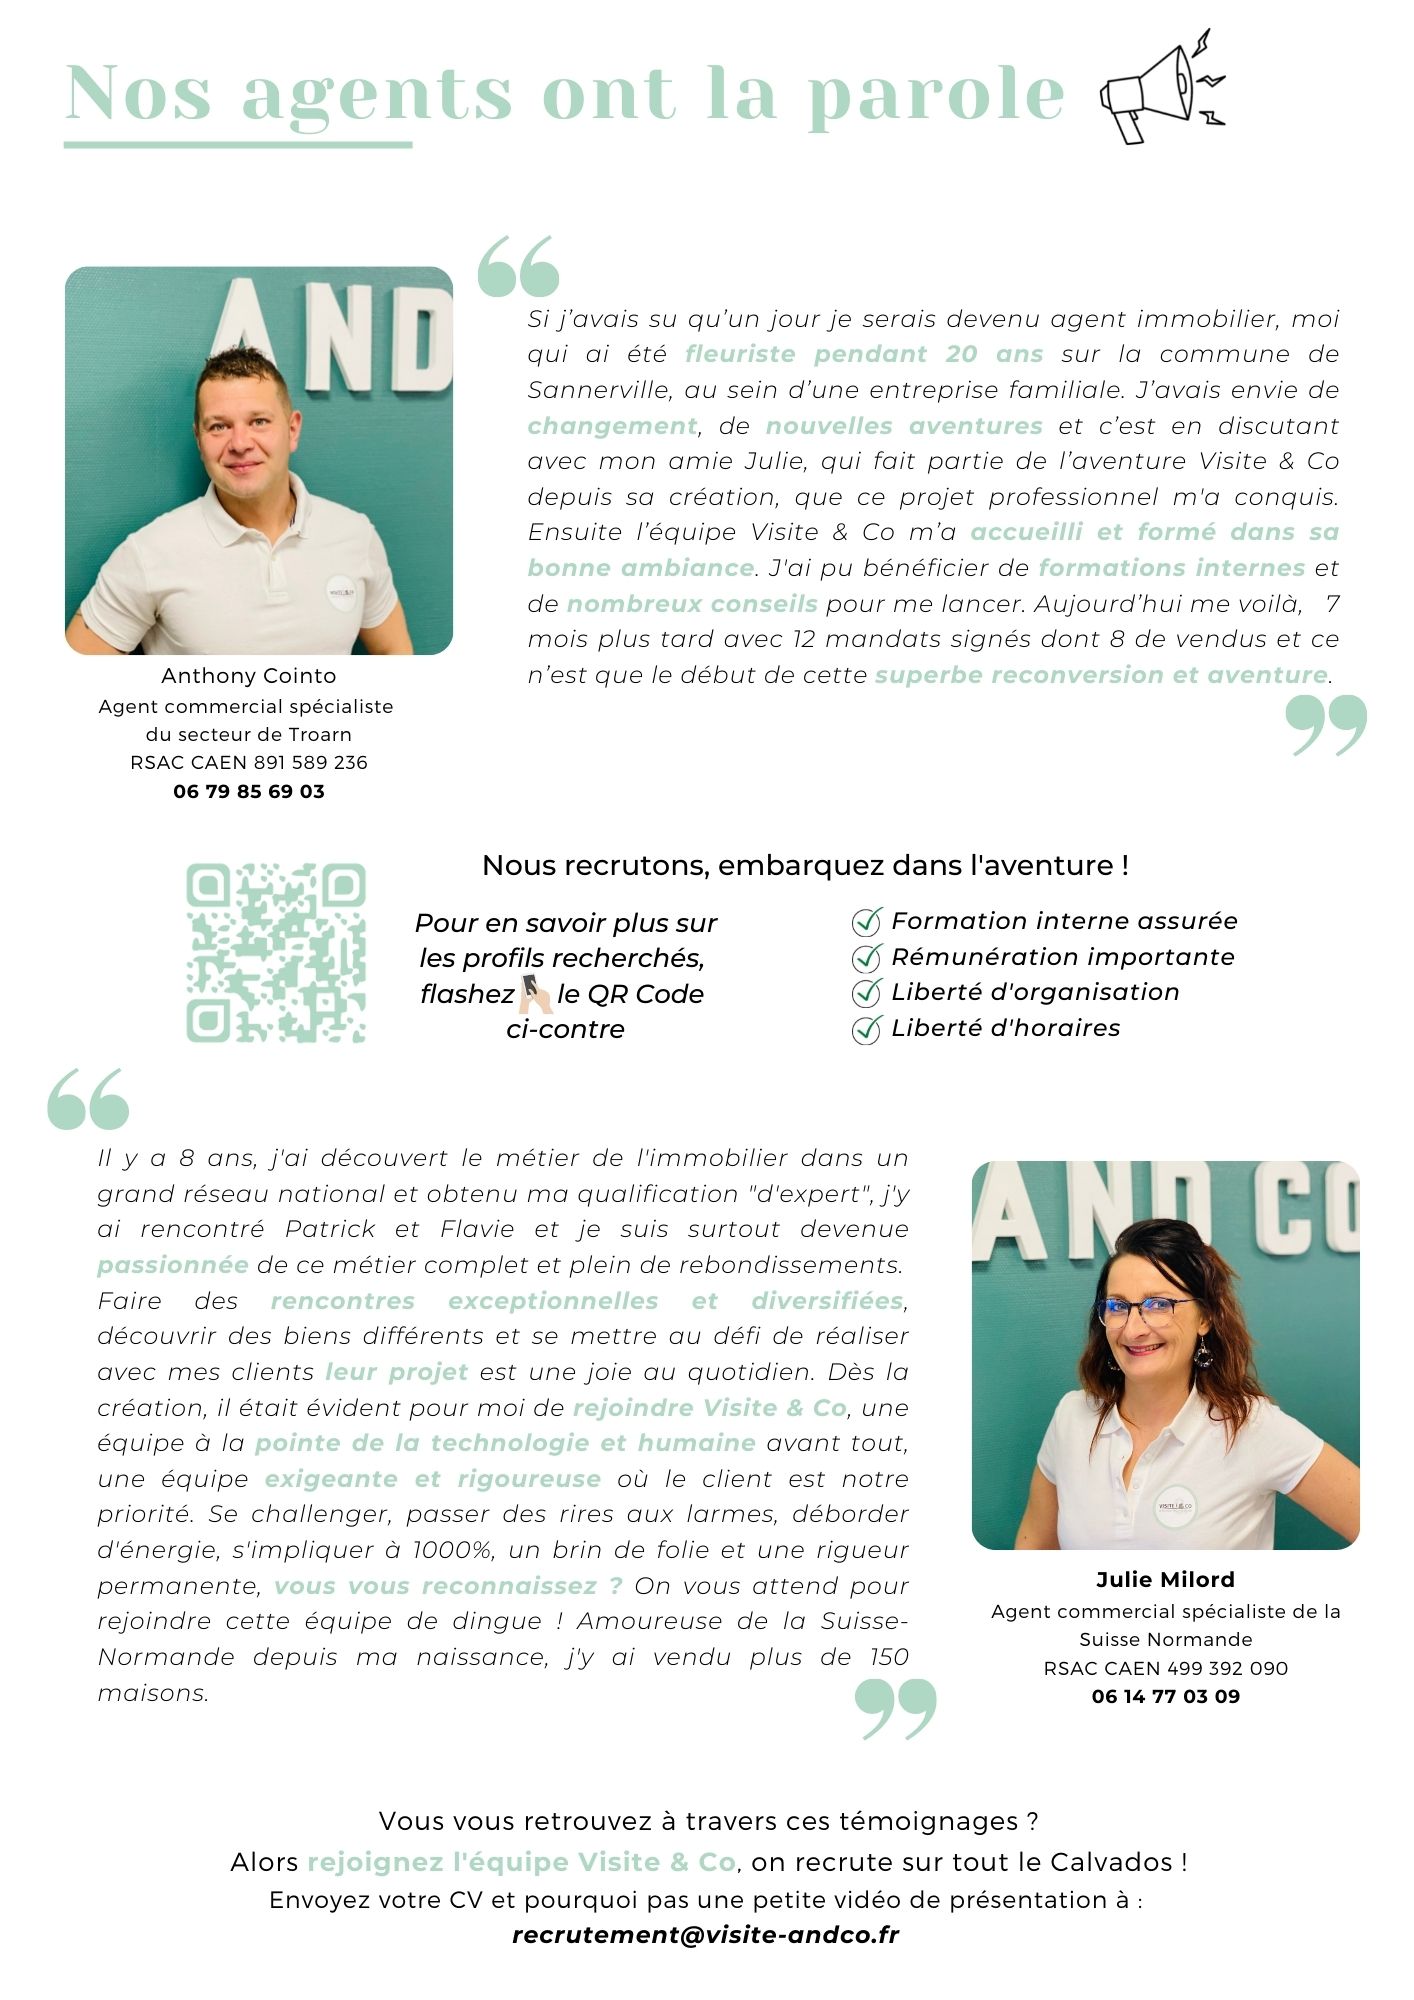 Nos agents ont la parole
AND
Si j’avais su qu’un jour je serais devenu agent immobilier, moi
qui ai été fleuriste pendant 20 ans sur la commune de
Sannerville, au sein d’une entreprise familiale. J’avais envie de
changement, de nouvelles aventures et c’est en discutant
avec mon amie Julie, qui fait partie de l’aventure Visite & Co
depuis sa création, que ce projet professionnel m'a conquis.
Ensuite l’équipe Visite & Co m’a accueilli et formé dans sa
bonne ambiance. J'ai pu bénéficier de formations internes et
de nombreux conseils pour me lancer. Aujourd’hui me voilà, 7
mois plus tard avec 12 mandats signés dont 8 de vendus et ce
n’est que le début de cette superbe reconversion et aventure.
VISITE & CO
Anthony Cointo
Agent commercial spécialiste
du secteur de Troarn
RSAC CAEN 891 589 236
06 79 85 69 03
Nous recrutons, embarquez dans l'aventure !
Pour en savoir plus sur
les profils recherchés,
flashez le QR Code
ci-contre
Formation interne assurée
Rémunération importante
Liberté d'organisation
Liberté d'horaires
Il y a 8 ans, j'ai découvert le métier de l'immobilier dans un
grand réseau national et obtenu ma qualification "d'expert", j'y
ai rencontré Patrick et Flavie et je suis surtout devenue
passionnée de ce métier complet et plein de rebondissements.
Faire des rencontres exceptionnelles et diversifiées,
découvrir des biens différents et se mettre au défi de réaliser
avec mes clients leur projet est une joie au quotidien. Dès la
création, il était évident pour moi de rejoindre Visite & Co, une
équipe à la pointe de la technologie et humaine avant tout,
une équipe exigeante et rigoureuse où le client est notre
priorité. Se challenger, passer des rires aux larmes, déborder
d'énergie, s'impliquer à 1000%, un brin de folie et une rigueur
permanente, vous vous reconnaissez ? On vous attend pour
rejoindre cette équipe de dingue ! Amoureuse de la Suisse-
Normande depuis ma naissance, j'y ai vendu plus de 150
maisons.
AND CO
VISITE & CO
Julie Milord
Agent commercial spécialiste de la
Suisse Normande
RSAC CAEN 499 392 090
06 14 77 03 09
Vous vous retrouvez à travers ces témoignages ?
Alors rejoignez l'équipe Visite & Co, on recrute sur tout le Calvados !
Envoyez votre CV et pourquoi pas une petite vidéo de présentation à :
recrutement@visite-andco.fr